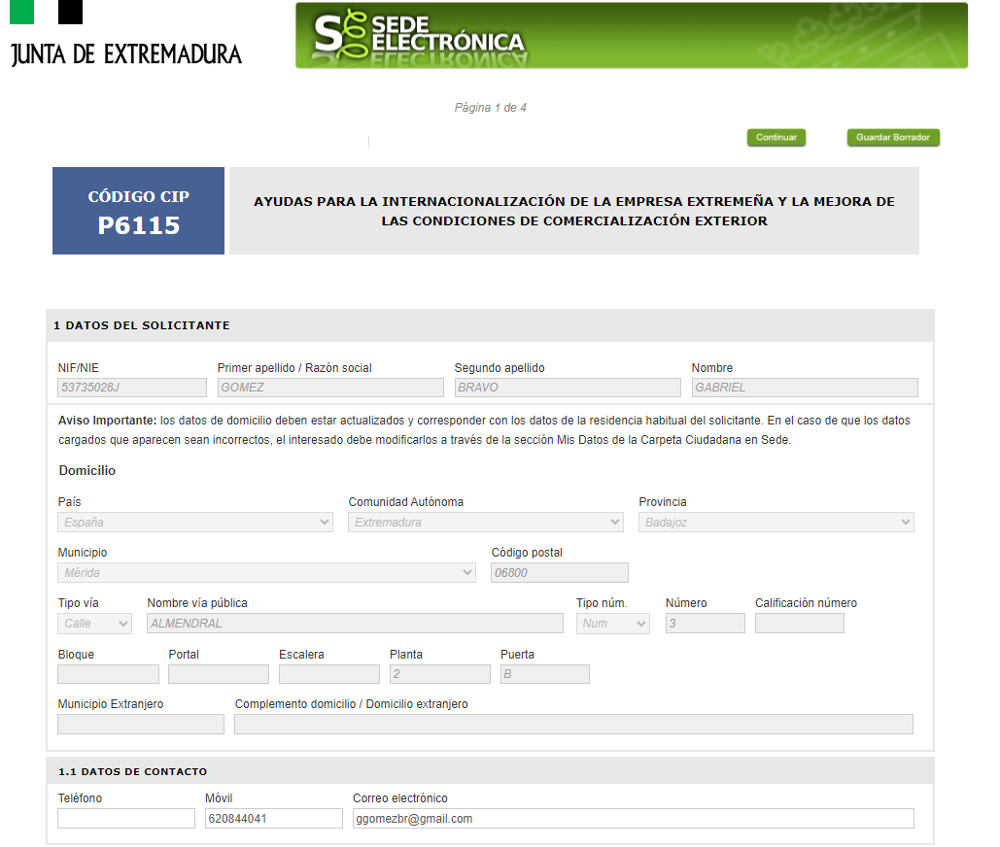 JUNTA DE EXTREMADURA
SEDE
ELECTRÓNICA
Página 1 de 4
Continuar
Guardar Borrador
CÓDIGO CIP
P6115
AYUDAS PARA LA INTERNACIONALIZACIÓN DE LA EMPRESA EXTREMEÑA Y LA MEJORA DE
LAS CONDICIONES DE COMERCIALIZACIÓN EXTERIOR
1 DATOS DEL SOLICITANTE
NIF/NIE Primer apellido / Razón social Segundo apellido Nombre
53735028J GOMEZ BRAVO GABRIEL
Aviso Importante: los datos de domicilio deben estar actualizados y corresponder con los datos de la residencia habitual del solicitante. En el caso de que los datos
cargados que aparecen sean incorrectos, el interesado debe modificarlos a través de la sección Mis Datos de la Carpeta Ciudadana en Sede.
Domicilio
País Comunidad Autónoma Provincia
España Extremadura Badajoz
Municipio Código postal
Mérida 06800
Tipo vía Nombre vía pública Tipo núm. Número Calificación número
Calle ALMENDRAL Num 3
Bloque Portal Escalera Planta Puerta
2 B
Municipio Extranjero Complemento domicilio / Domicilio extranjero
1.1 DATOS DE CONTACTO
Teléfono Móvil Correo electrónico
620844041 ggomezbr@gmail.com